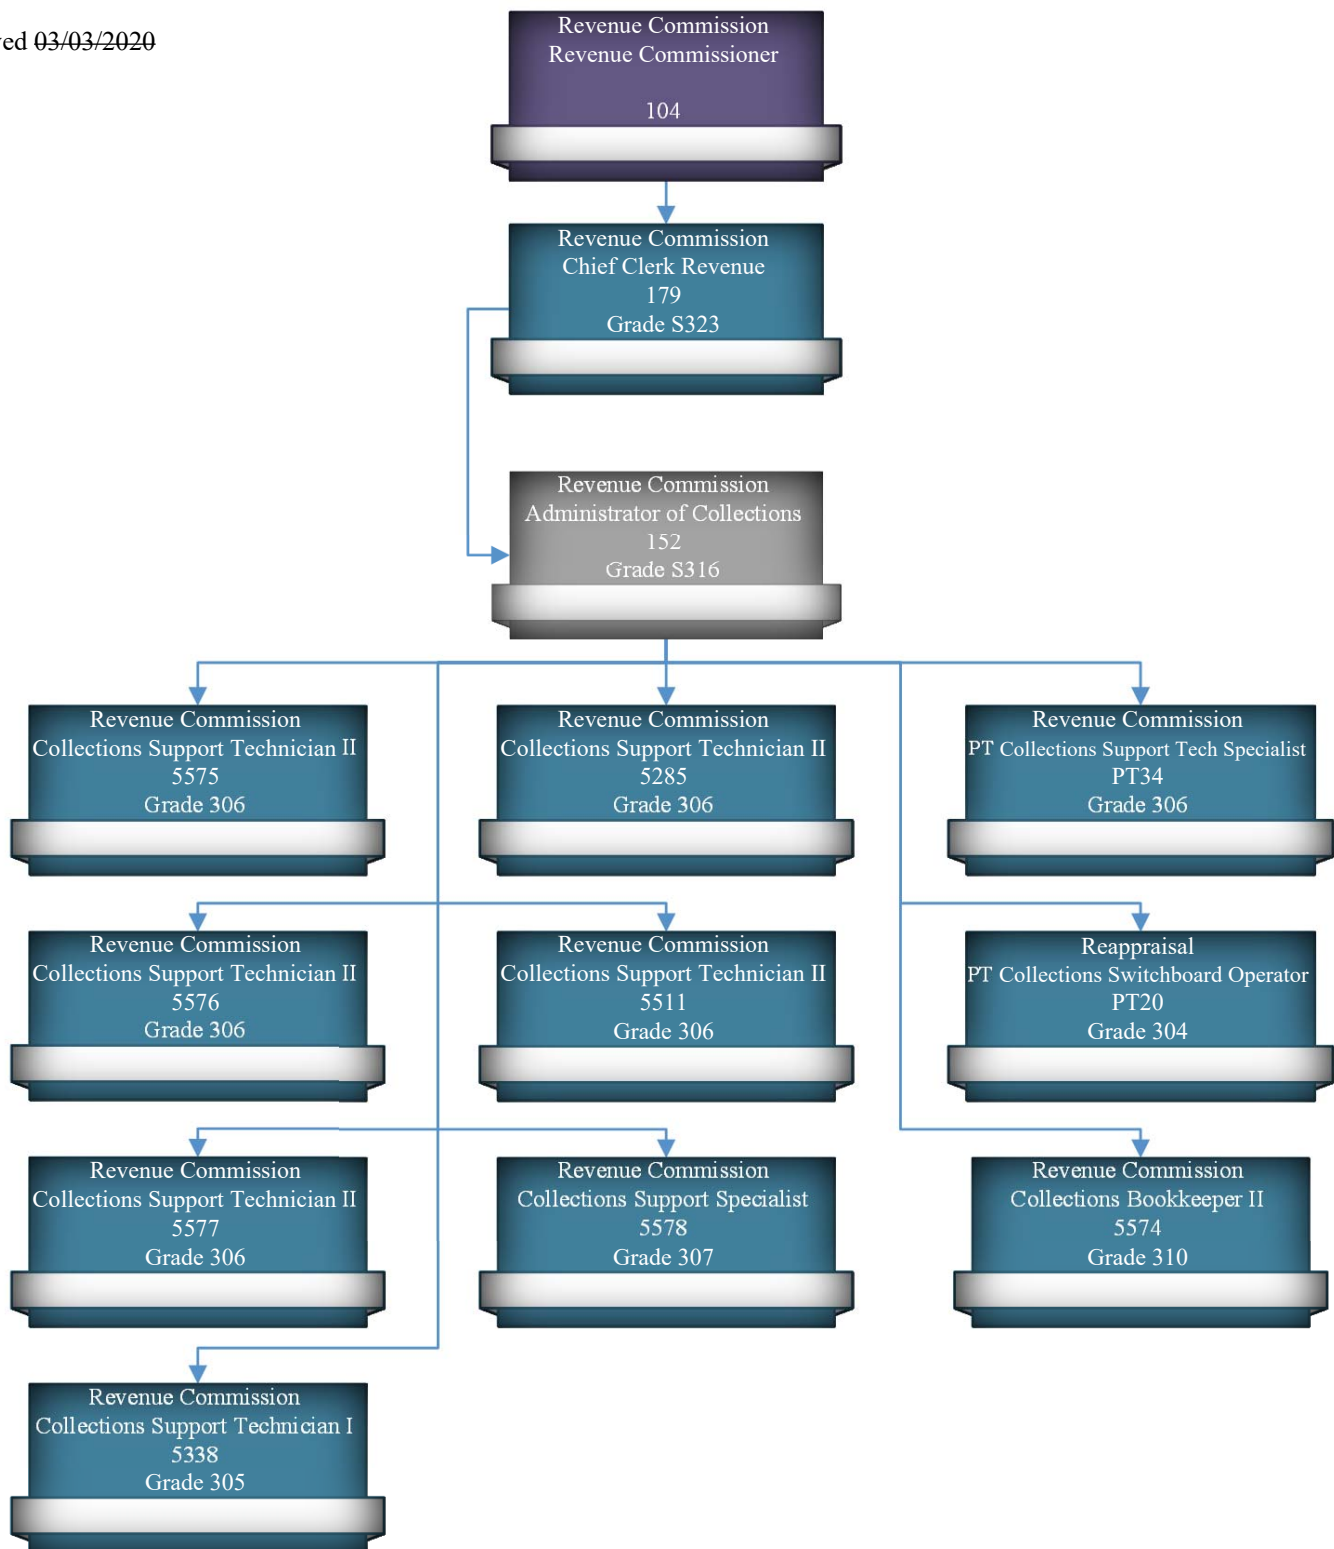 ed 03/03/2020
Revenue Commission
Revenue Commissioner
104
Revenue Commission
Chief Clerk Revenue
179
Grade S323
Revenue Commission
Administrator of Collections
152
Grade S316
Revenue Commission
Collections Support Technician II
5575
Grade 306
Revenue Commission
Collections Support Technician II
5285
Grade 306
Revenue Commission
PT Collections Support Tech Specialist
PT34
Grade 306
Revenue Commission
Collections Support Technician II
5576
Grade 306
Revenue Commission
Collections Support Technician II
5511
Grade 306
Reappraisal
PT Collections Switchboard Operator
PT20
Grade 304
Revenue Commission
Collections Support Technician II
5577
Grade 306
Revenue Commission
Collections Support Specialist
5578
Grade 307
Revenue Commission
Collections Bookkeeper II
5574
Grade 310
Revenue Commission
Collections Support Technician I
5338
Grade 305